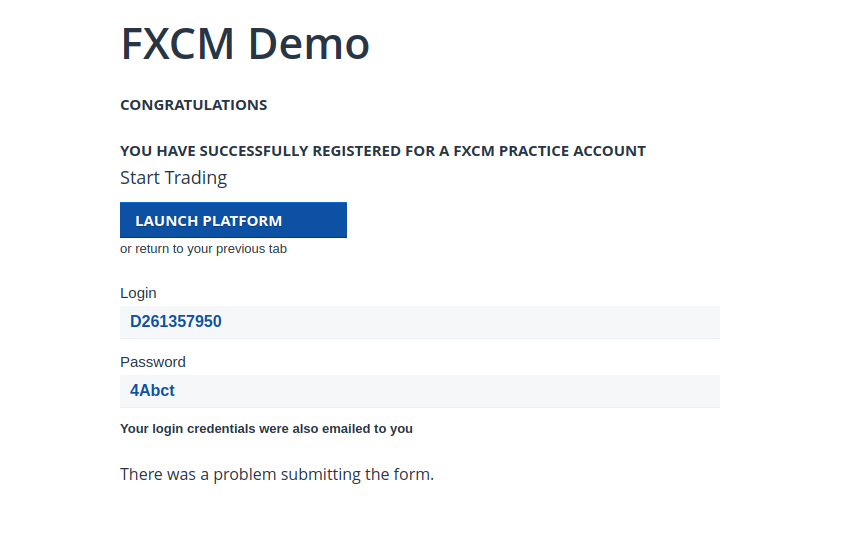 FXCM Demo
CONGRATULATIONS
YOU HAVE SUCCESSFULLY REGISTERED FOR A FXCM PRACTICE ACCOUNT
Start Trading
LAUNCH PLATFORM
or return to your previous tab
Login
D261357950
Password
4Abct
Your login credentials were also emailed to you
There was a problem submitting the form.